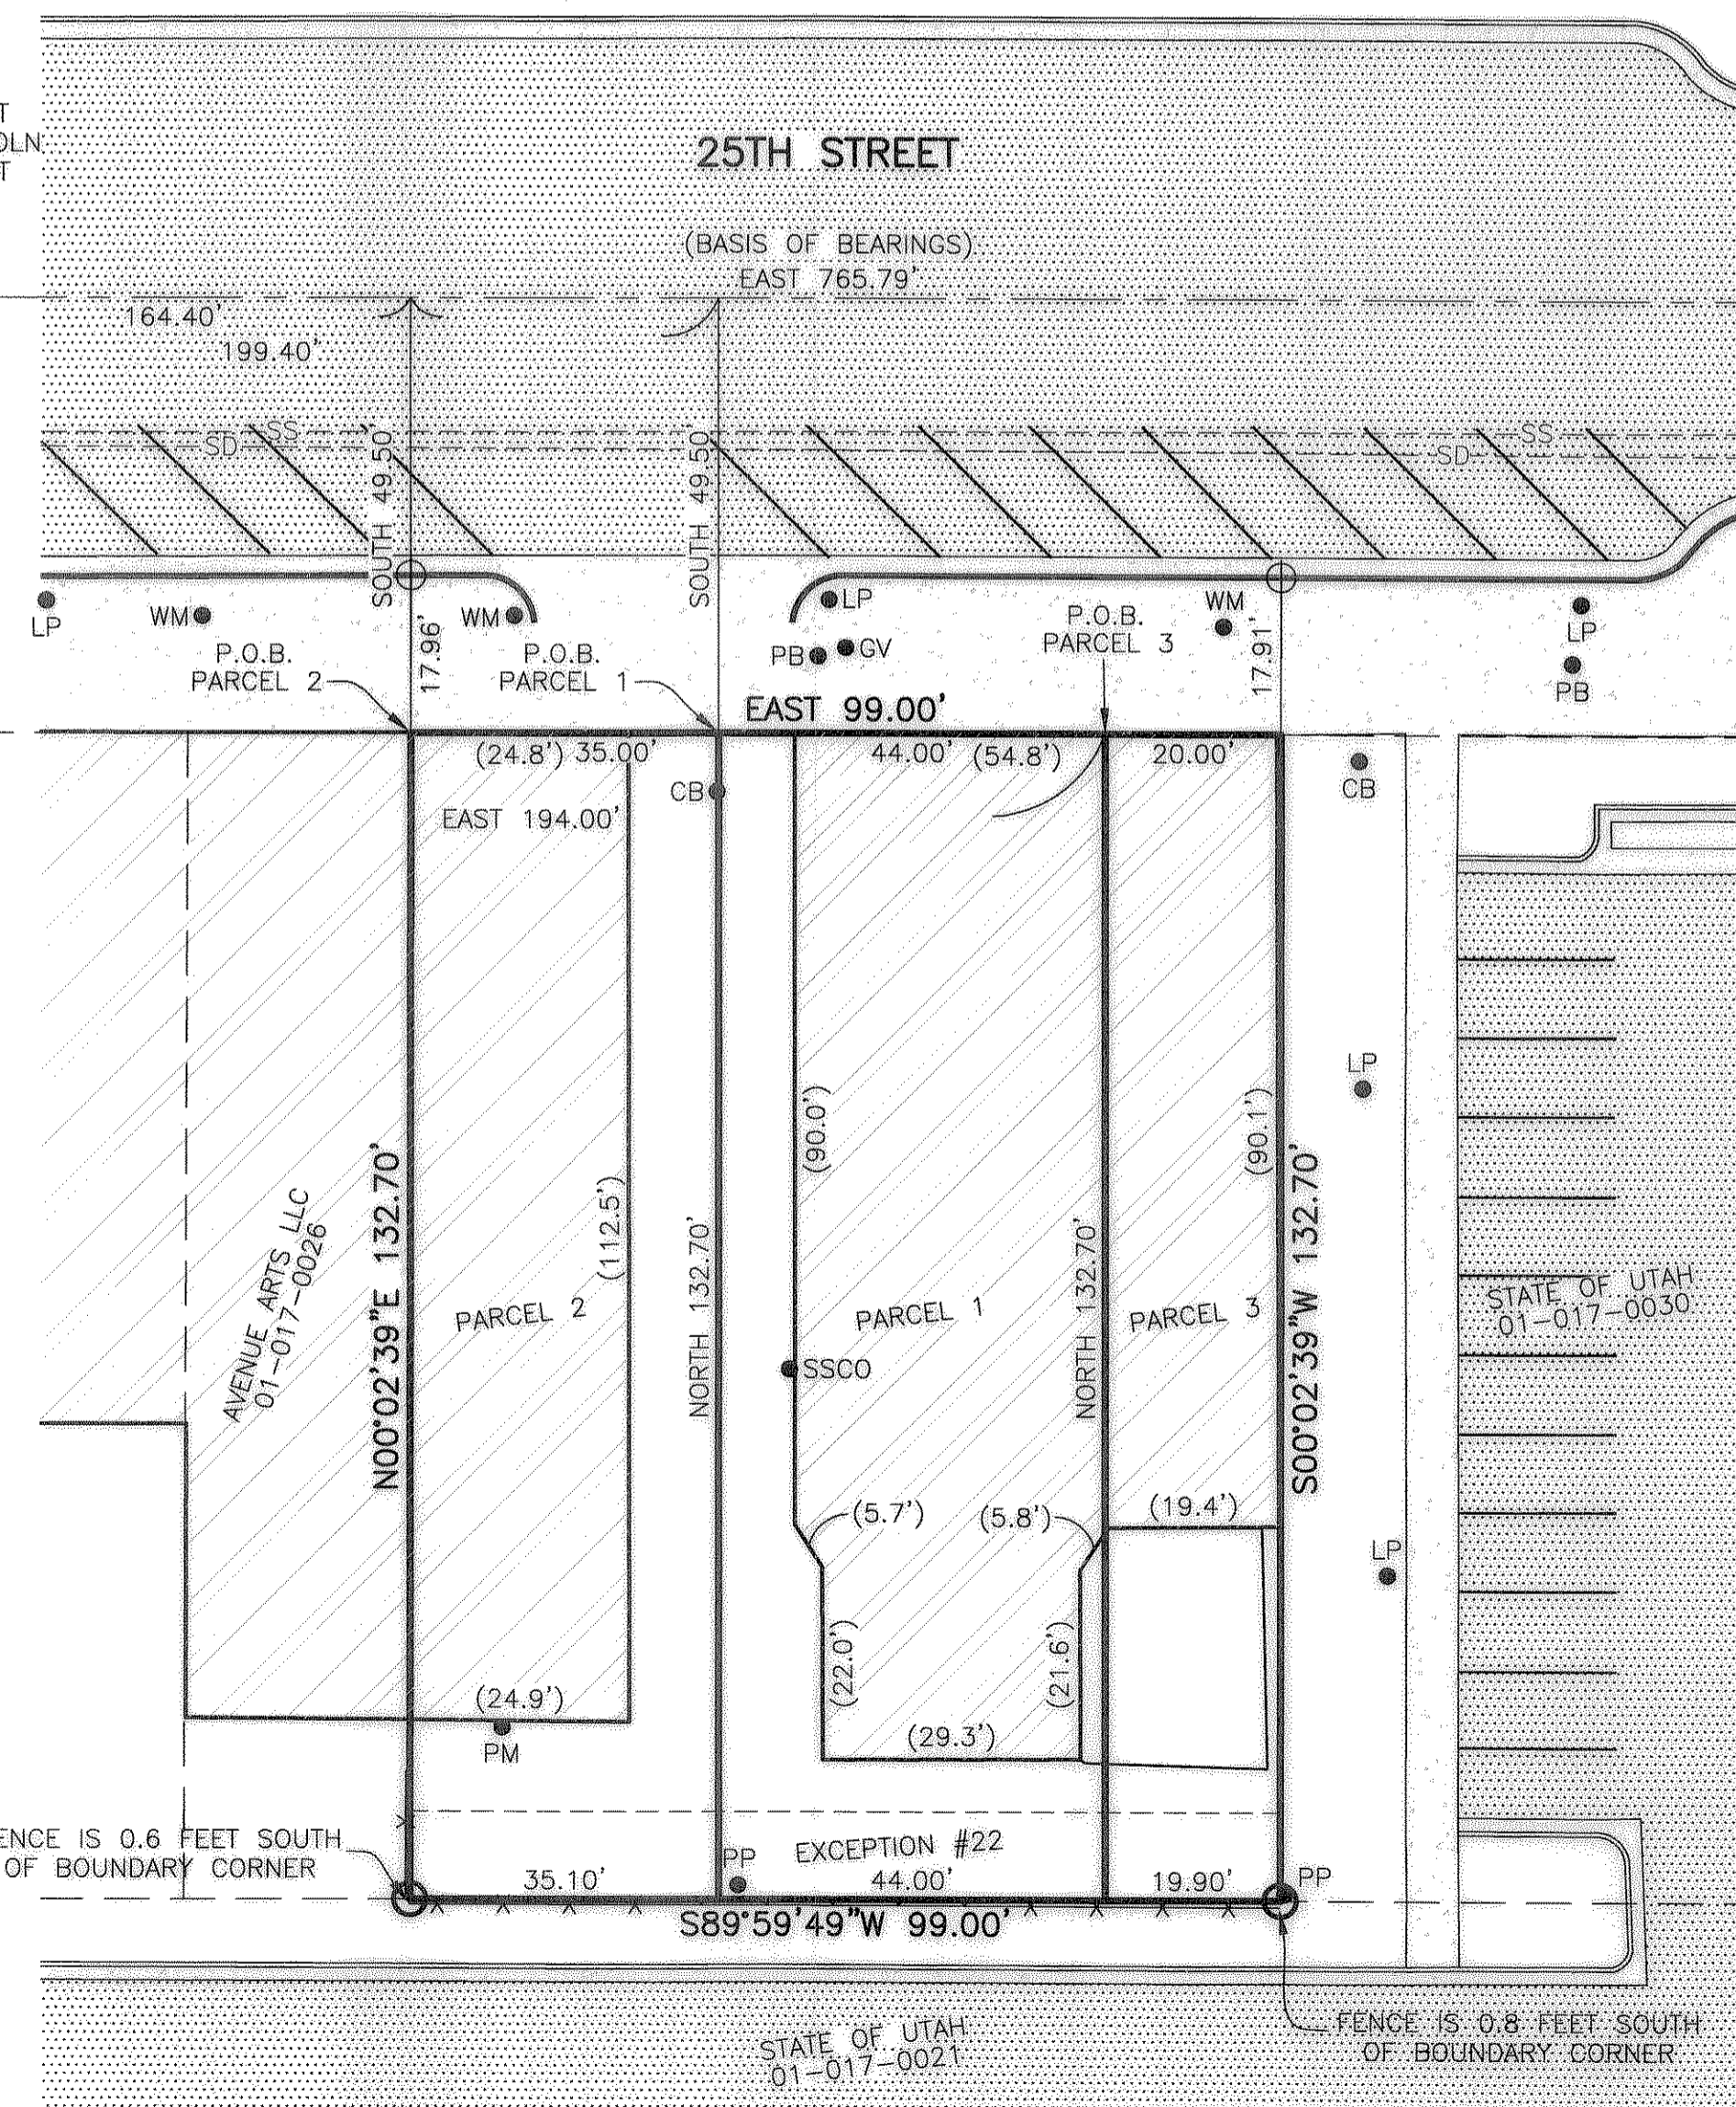 25TH STREET
(BASIS OF BEARINGS)
EAST 765.79'
164.40'
199.40'
SOUTH 49.50'
SOUTH 49.50
SD
SS
SD
SS
LP
WM
WM
LP
PB
GV
WM
LP
PB
P.O.B.
PARCEL 2
17.96'
P.O.B.
PARCEL 1
P.O.B.
PARCEL 3
17.91'
EAST 99.00'
(24.8') 35.00'
44.00' (54.8')
20.00'
CB
CB
EAST 194.00'
LP
(90.0')
(90.1')
N00°02'39"E 132.70'
(112.5')
NORTH 132.70'
NORTH 132.70'
S00°02'39"W 132.70'
AVENUE ARTS LLC
01-017-0026
PARCEL 2
PARCEL 1
PARCEL 3
STATE OF UTAH
01-017-0030
SSCO
(5.7')
(5.8')
(19.4')
LP
(22.0')
(21.6')
(24.9')
PM
(29.3')
ENCE IS 0.6 FEET SOUTH
OF BOUNDARY CORNER
PP
EXCEPTION #22
35.10'
44.00'
19.90'
PP
S89°59'49"W 99.00'
FENCE IS 0.8 FEET SOUTH
OF BOUNDARY CORNER
STATE OF UTAH
01-017-0021